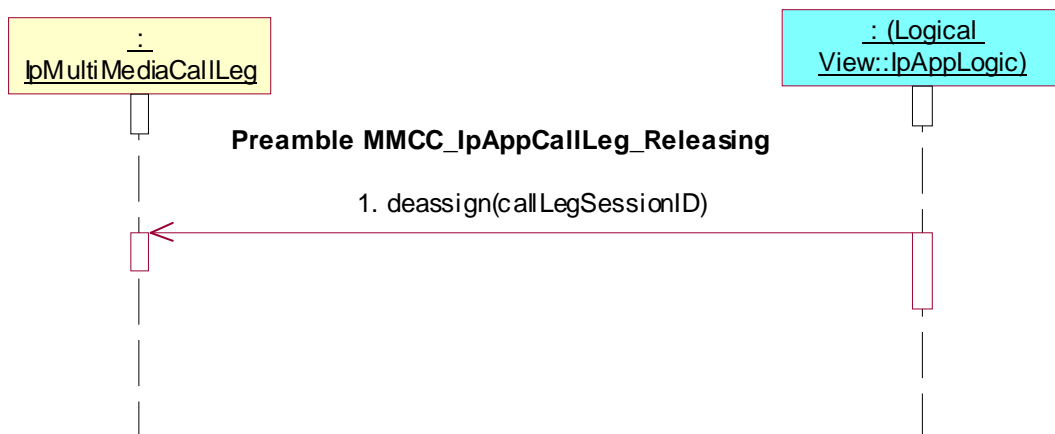 :
IpMultiMediaCallLeg
: (Logical
View::IpAppLogic)
Preamble MMCC_IpAppCallLeg_Releasing
1. deassign(callLegSessionID)